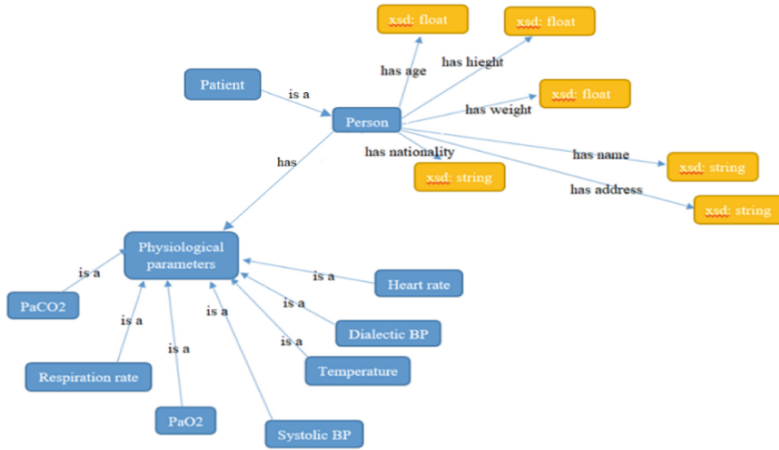 xsd: float
xsd: float
has hieght
has age
Patient
is a
xsd: float
has weight
Person
has nationality
has name
has
xsd: string
xsd: string
has address
xsd: string
Physiological
parameters
is a
is a
Heart rate
PaCO2
is a
is a
is a
is a
Dialectic BP
is a
Respiration rate
is a
Temperature
PaO2
Systolic BP